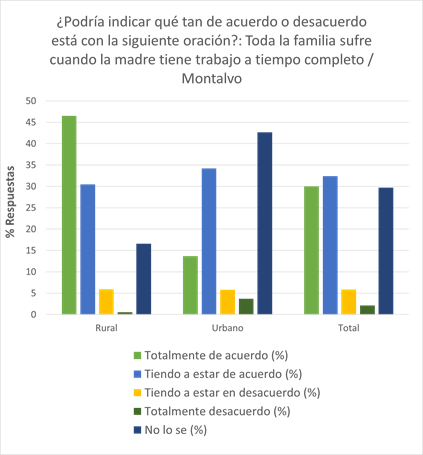 ¿Podría indicar qué tan de acuerdo o desacuerdo
está con la siguiente oración?: Toda la familia sufre
cuando la madre tiene trabajo a tiempo completo /
Montalvo
50
45
40
35
30
25
20
15
10
5
0
% Respuestas
Rural
Urbano
Total
Totalmente de acuerdo (%)
Tiendo a estar de acuerdo (%)
Tiendo a estar en desacuerdo (%)
Totalmente desacuerdo (%)
No lo se (%)